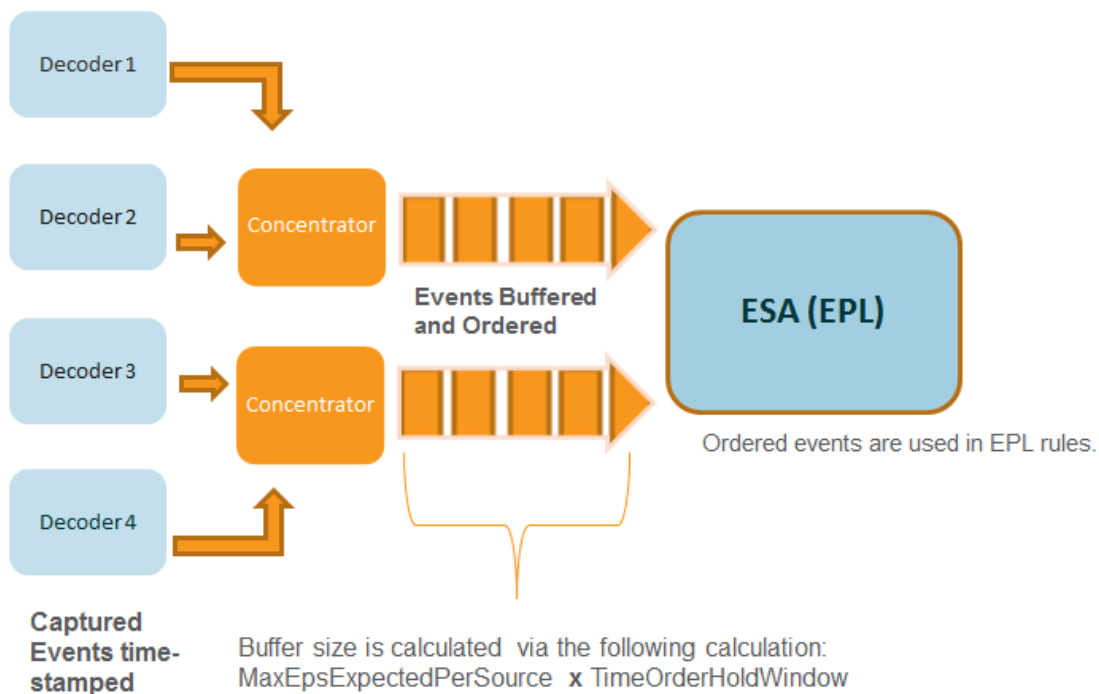 Decoder 1
Decoder 2
Concentrator
Events Buffered
and Ordered
ESA (EPL)
Decoder 3
Concentrator
Ordered events are used in EPL rules.
Decoder 4
Captured
Events time-
stamped
Buffer size is calculated via the following calculation:
MaxEpsExpectedPerSource x TimeOrderHoldWindow